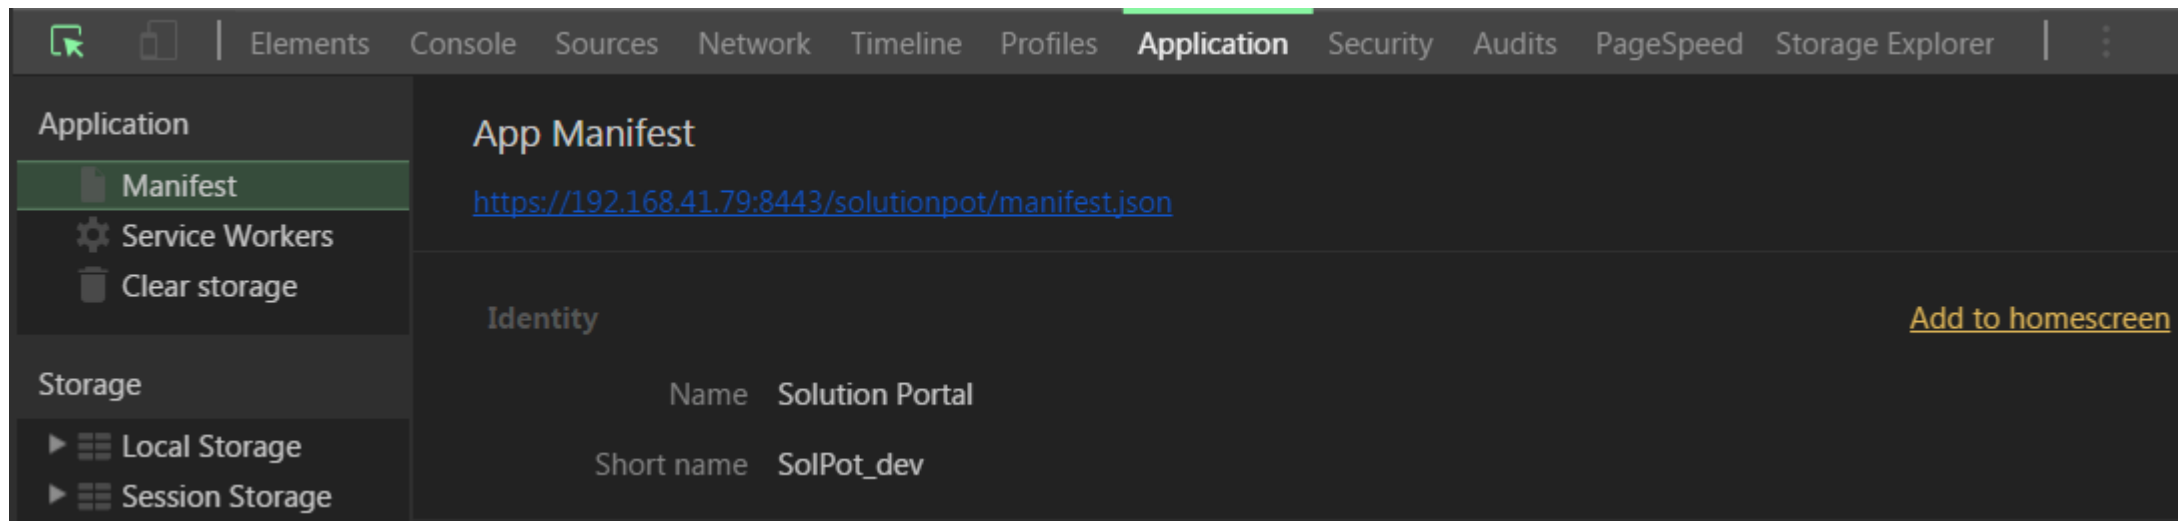 Elements Console Sources Network Timeline Profiles Application Security Audits PageSpeed Storage Explorer
Application
Manifest
Service Workers
Clear storage
Storage
Local Storage
Session Storage
App Manifest
https://192.168.41.79:8443/solutionpot/manifest.json
Identity
Add to homescreen
Name Solution Portal
Short name SolPot_dev